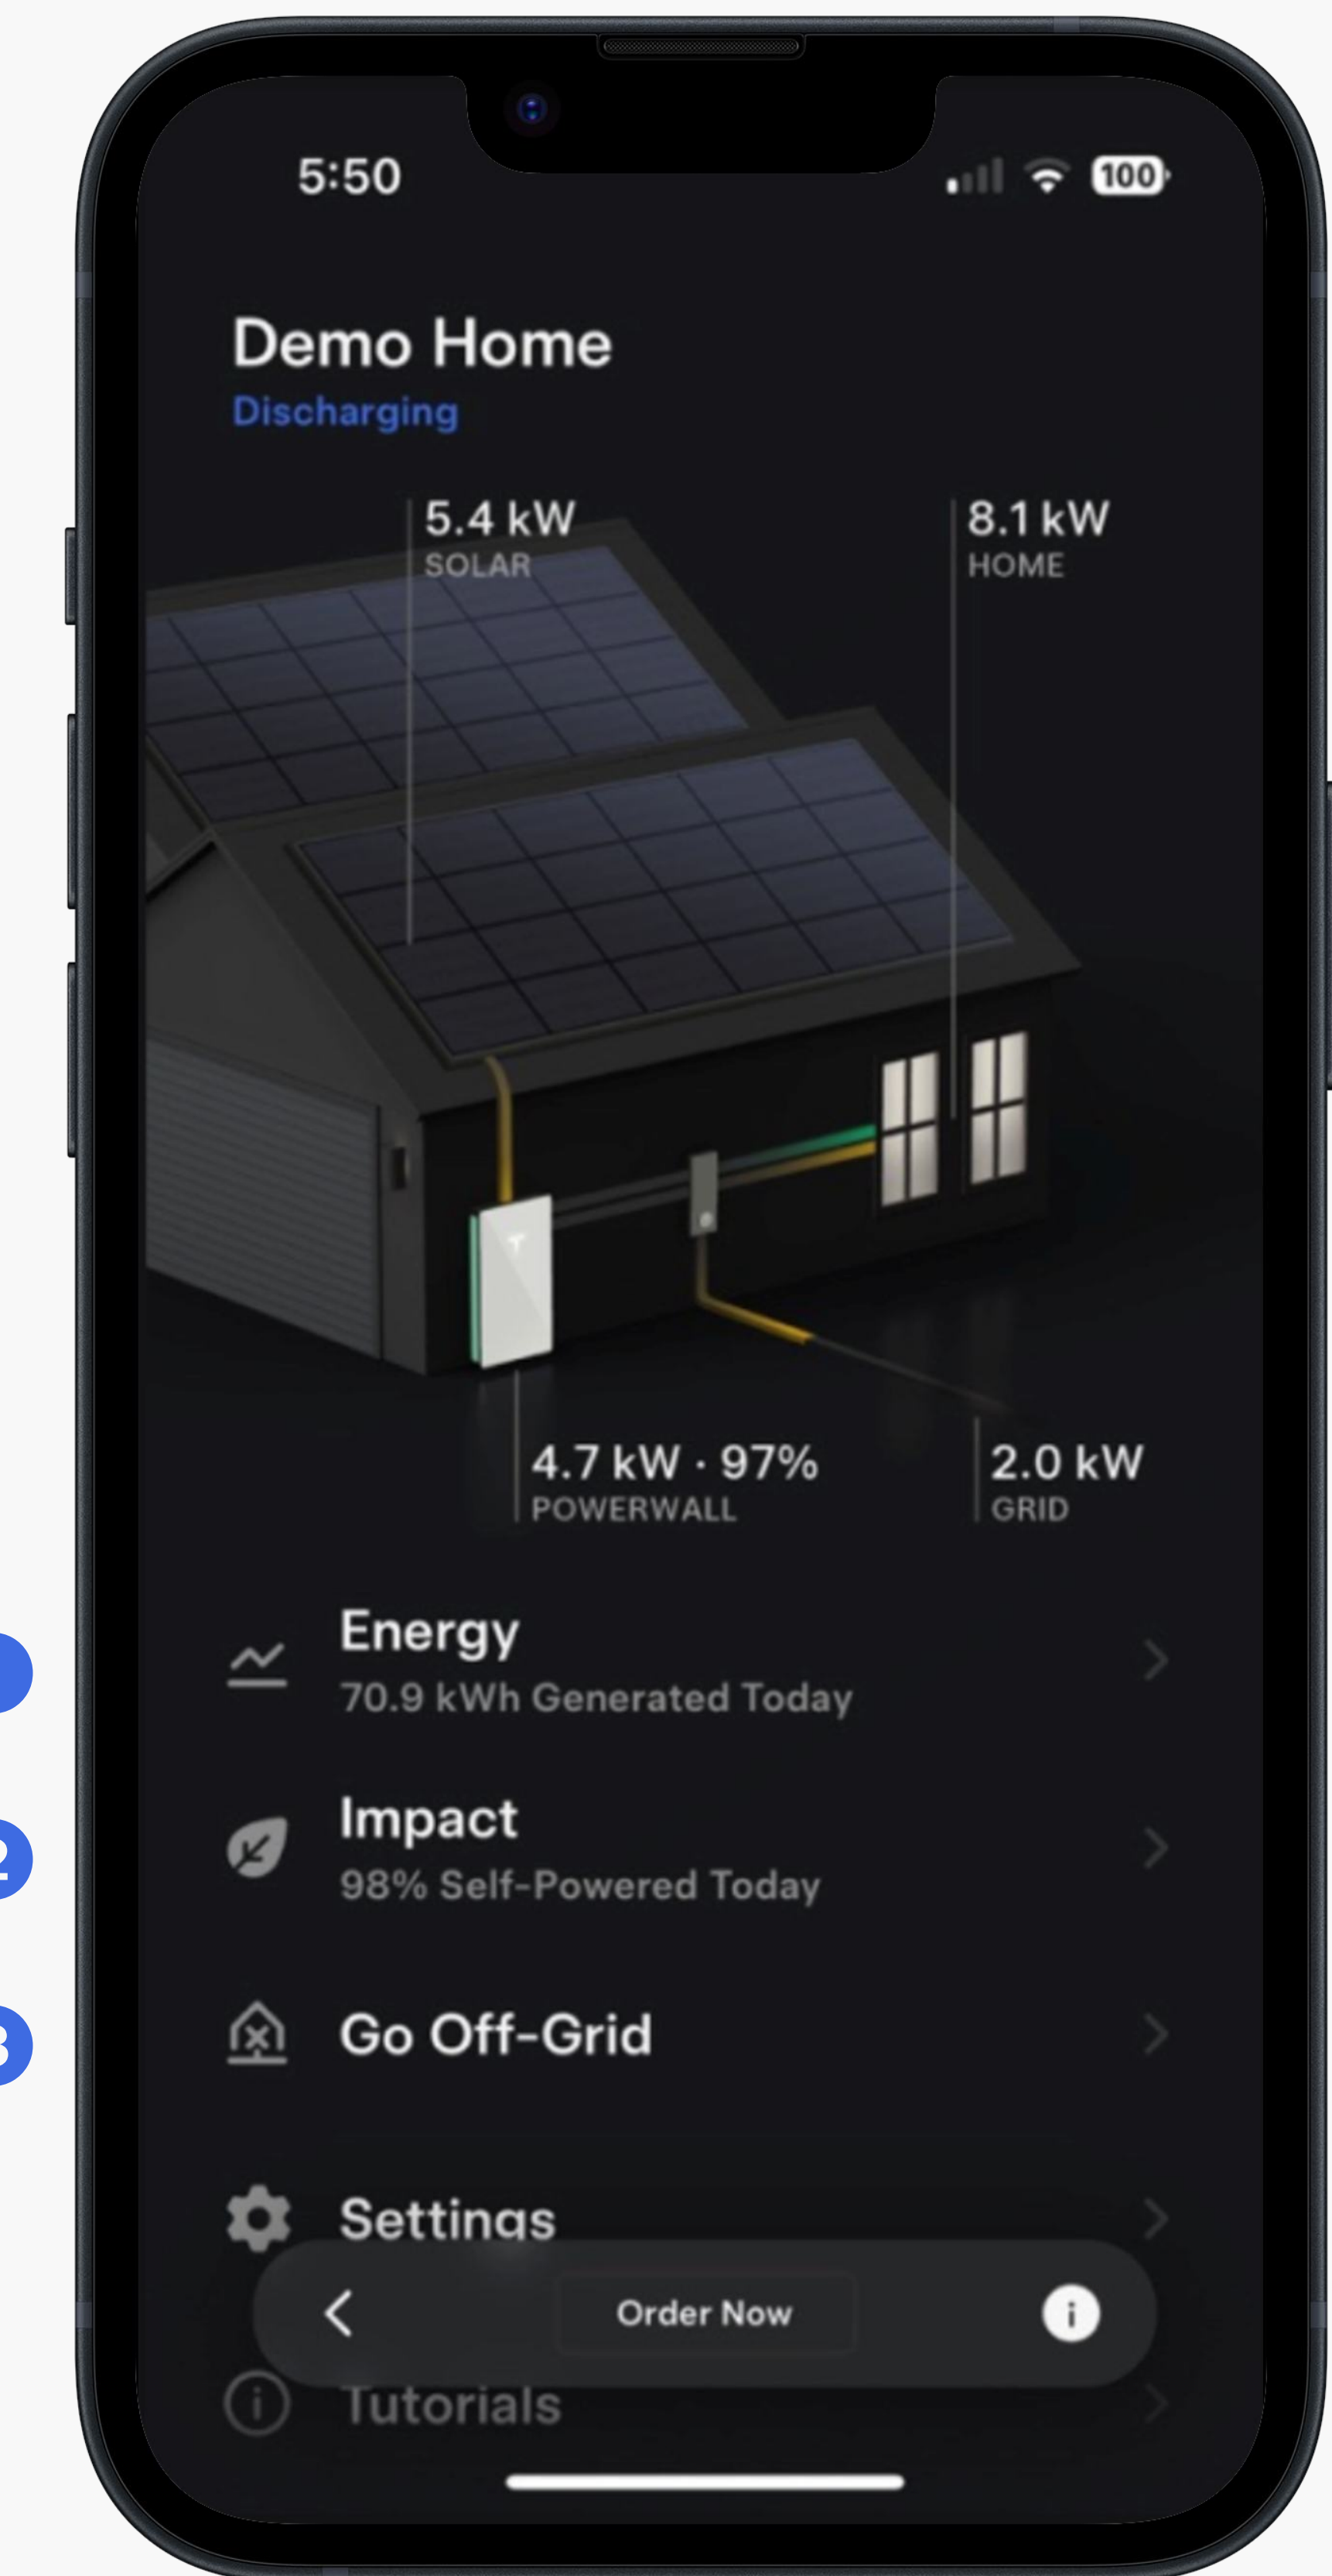 5:50
100
Demo Home
Discharging
5.4 kW
SOLAR
8.1 kW
HOME
4.7 kW · 97%
POWERWALL
2.0 kW
GRID
Energy
70.9 kWh Generated Today
Impact
98% Self-Powered Today
2
Go Off-Grid
3
Settings
Order Now
i
Tutorials